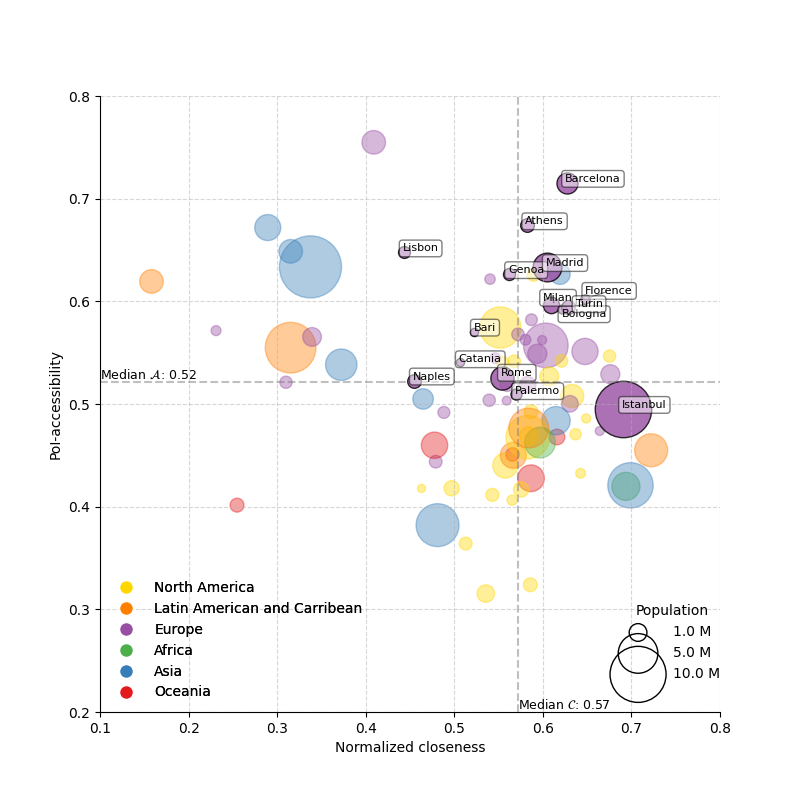 0.8
0.7
0.6
0.5
0.4
0.3
0.2
PoI-accessibility
Barcelona
Athens
Lisbon
Madrid
Genoa
Florence
Milan
Turin
Bologna
Bari
Catania
Rome
Median 𝒜: 0.52
Naples
Palermo
Istanbul
North America
Latin American and Carribean
Europe
Africa
Asia
Oceania
Population
1.0 M
5.0 M
10.0 M
Median 𝒞: 0.57
0.1 0.2 0.3 0.4 0.5 0.6 0.7 0.8
Normalized closeness